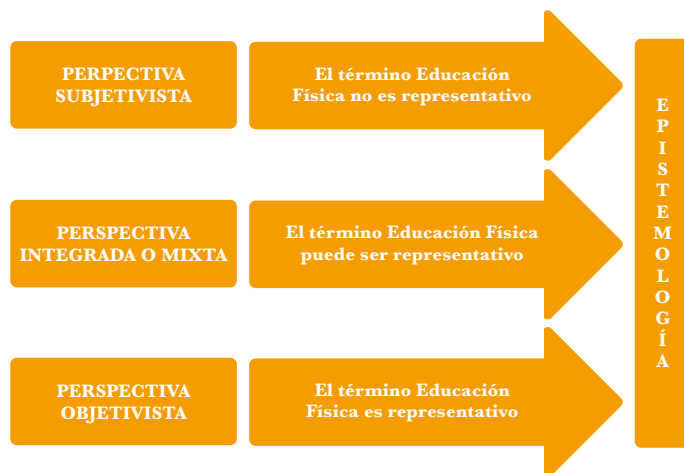 PERPECTIVA
SUBJETIVISTA
El término Educación
Física no es representativo
PERSPECTIVA
INTEGRADA O MIXTA
El término Educación Física
puede ser representativo
PERSPECTIVA
OBJETIVISTA
El término Educación
Física es representativo
EPISTEMOLOGÍA